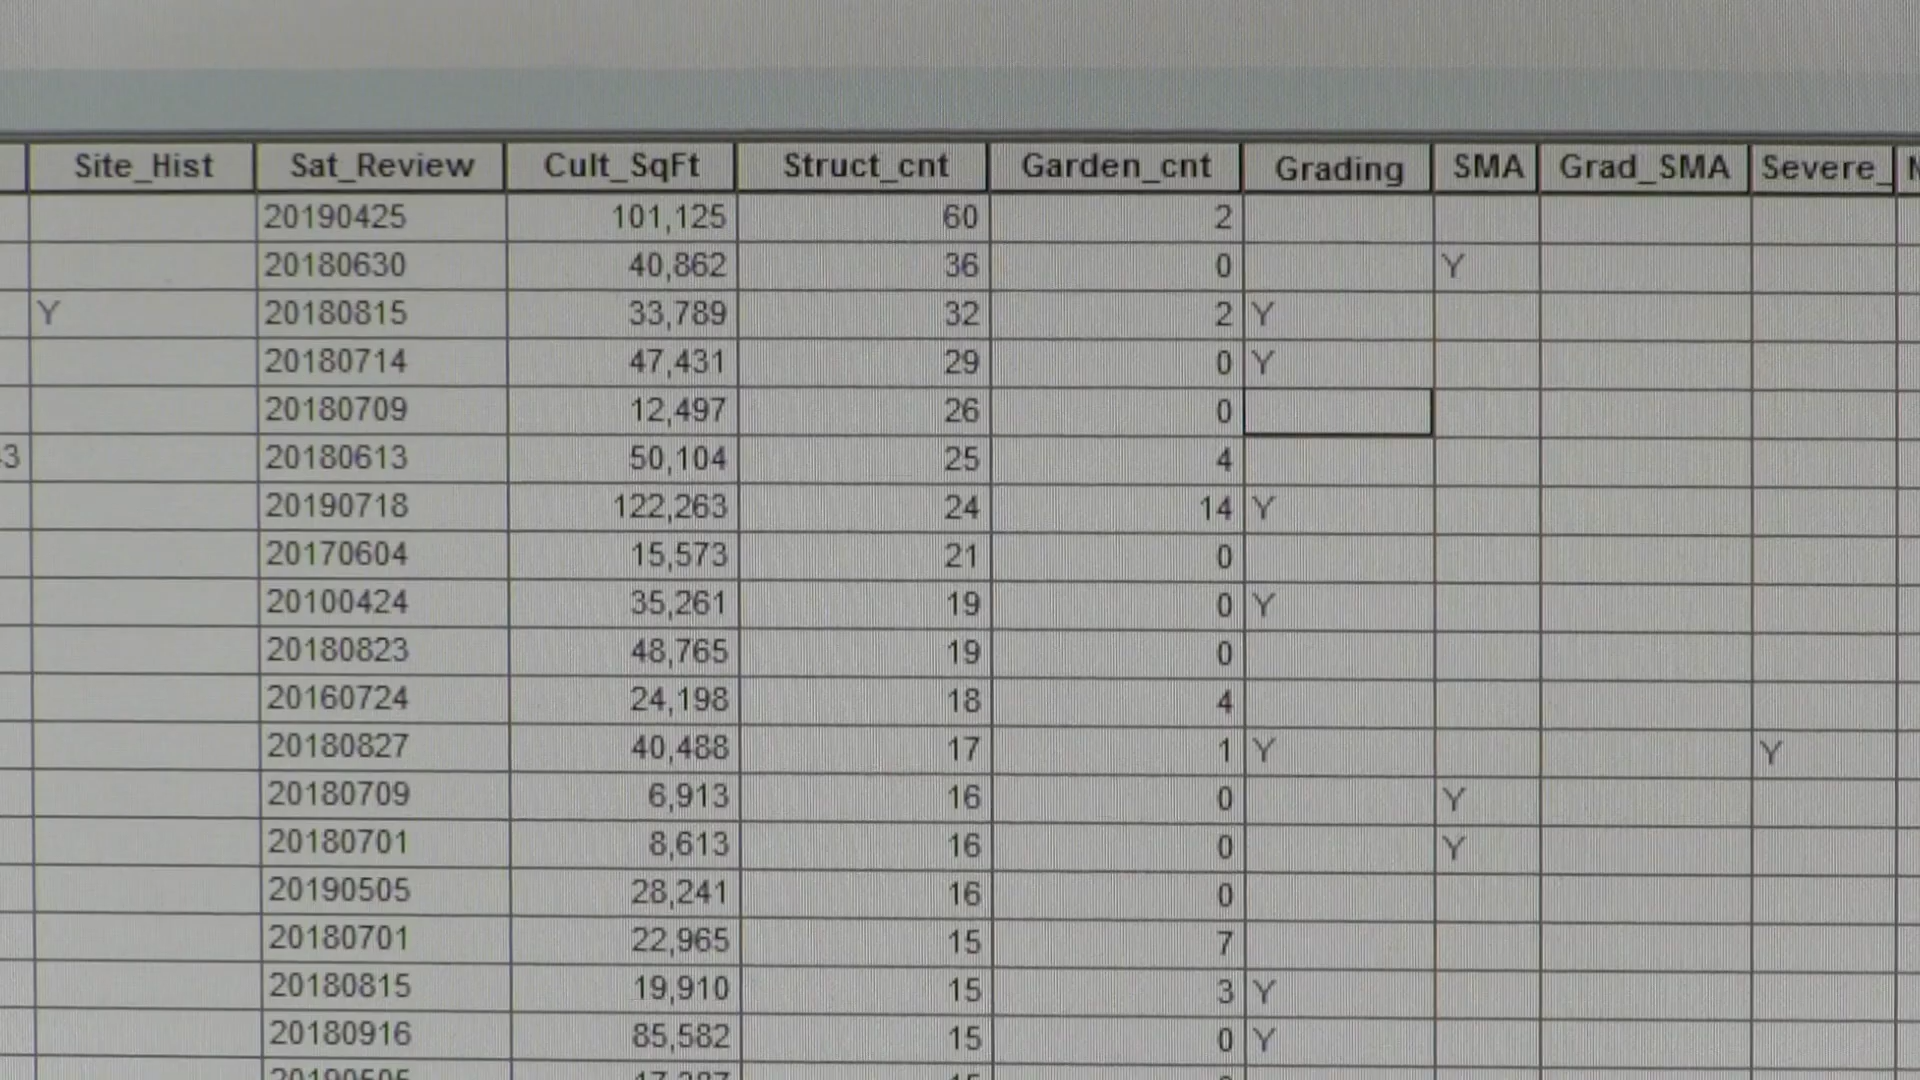 Site_Hist Sat_Review Cult_SqFt Struct_cnt Garden_cnt Grading SMA Grad_SMA Severe_
20190425 101,125 60 2
20180630 40,862 36 0 Y
Y 20180815 33,789 32 2 Y
20180714 47,431 29 0 Y
20180709 12,497 26 0
3 20180613 50,104 25 4
20190718 122,263 24 14 Y
20170604 15,573 21 0
20100424 35,261 19 0 Y
20180823 48,765 19 0
20160724 24,198 18 4
20180827 40,488 17 1 Y Y
20180709 6,913 16 0 Y
20180701 8,613 16 0 Y
20190505 28,241 16 0
20180701 22,965 15 7
20180815 19,910 15 3 Y
20180916 85,582 15 0 Y